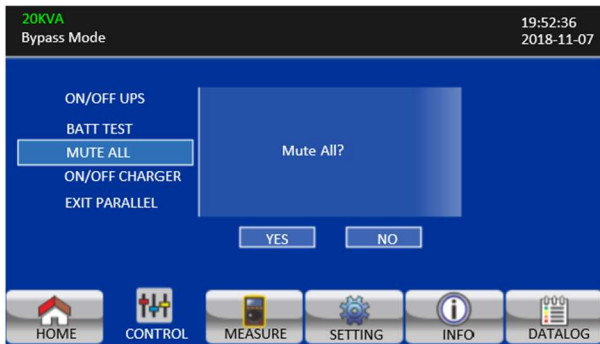 20KVA
Bypass Mode
19:52:36
2018-11-07
ON/OFF UPS
BATT TEST
MUTE ALL
ON/OFF CHARGER
EXIT PARALLEL
Mute All?
YES NO
HOME CONTROL MEASURE SETTING INFO DATALOG